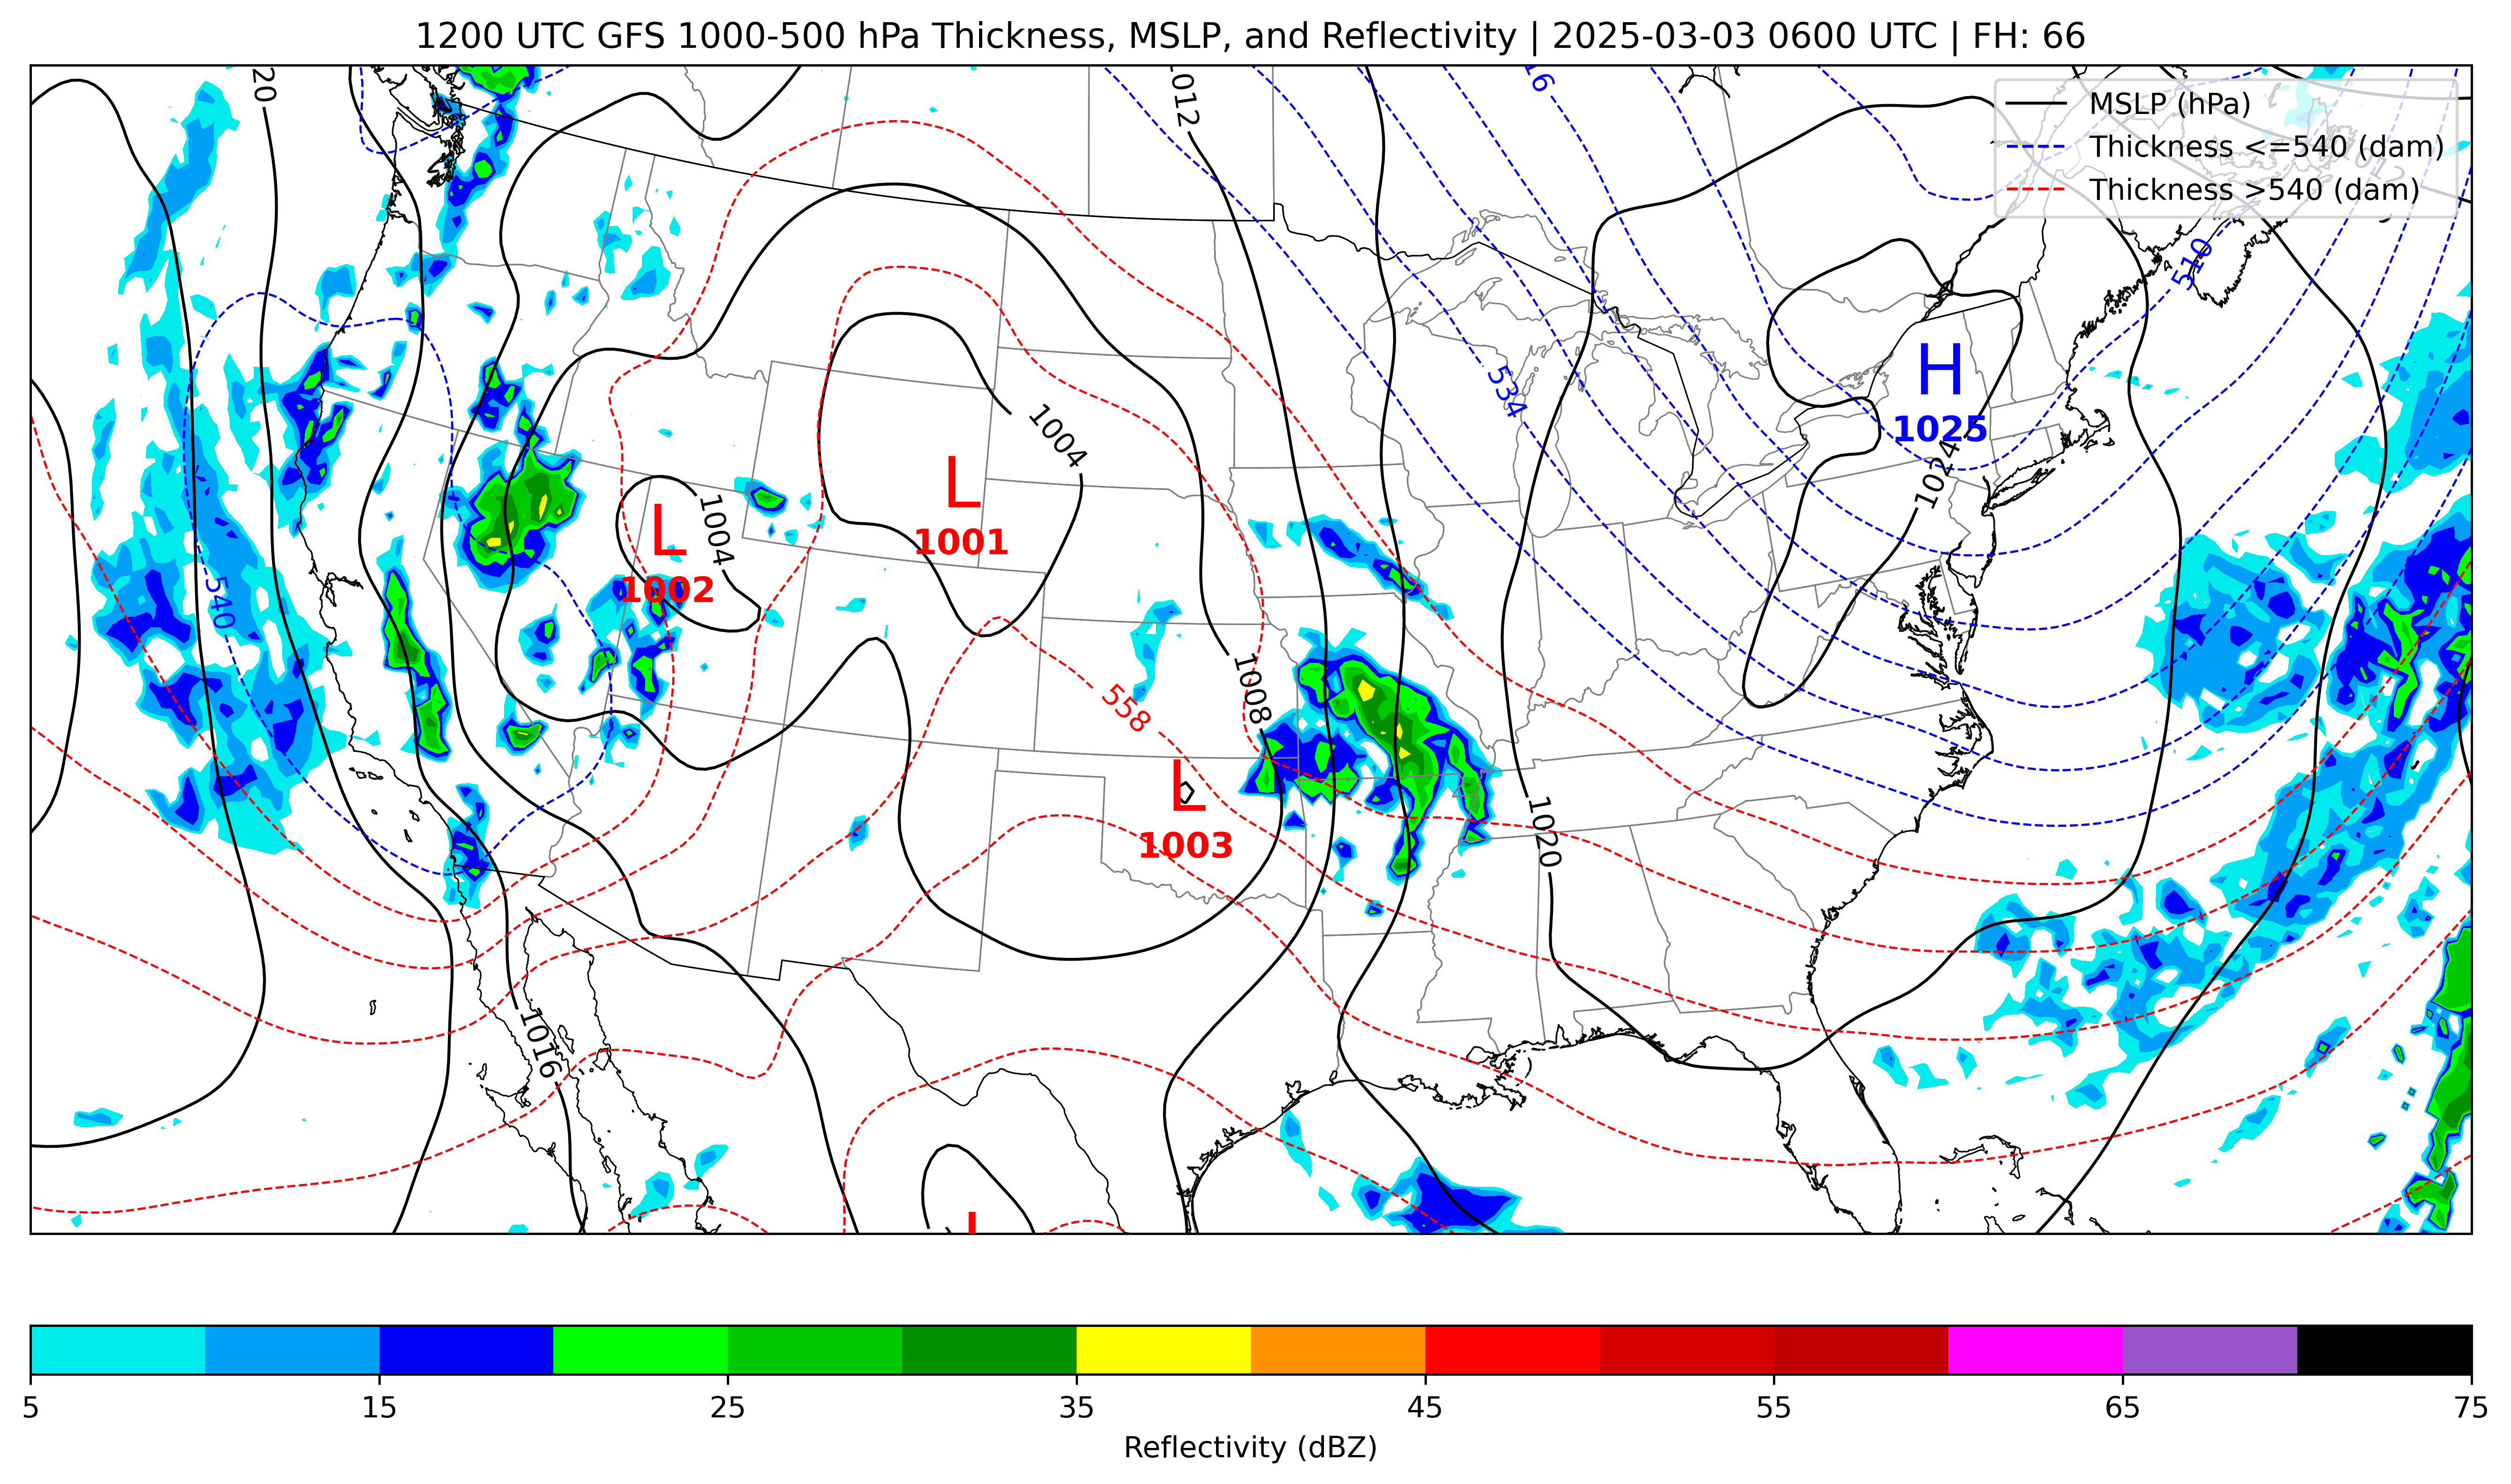 1200 UTC GFS 1000-500 hPa Thickness, MSLP, and Reflectivity | 2025-03-03 0600 UTC | FH: 66
MSLP (hPa)
Thickness <=540 (dam)
Thickness >540 (dam)
20
1012
16
510
H
1025
534
1004
1024
L
1001
L
1002
1004
540
558
1008
L
1003
1020
1016
L
5 15 25 35 45 55 65 75
Reflectivity (dBZ)